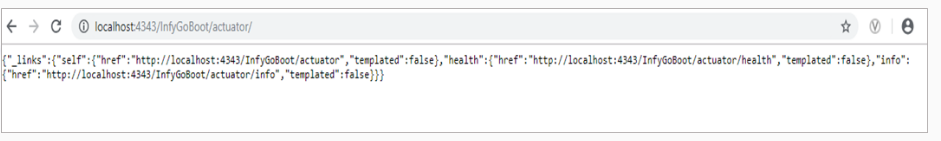 localhost:4343/InfyGoBoot/actuator/
{"_links":{"self":{"href":"http://localhost:4343/InfyGoBoot/actuator","templated":false},"health":{"href":"http://localhost:4343/InfyGoBoot/actuator/health","templated":false},"info":
{"href":"http://localhost:4343/InfyGoBoot/actuator/info","templated":false}}}